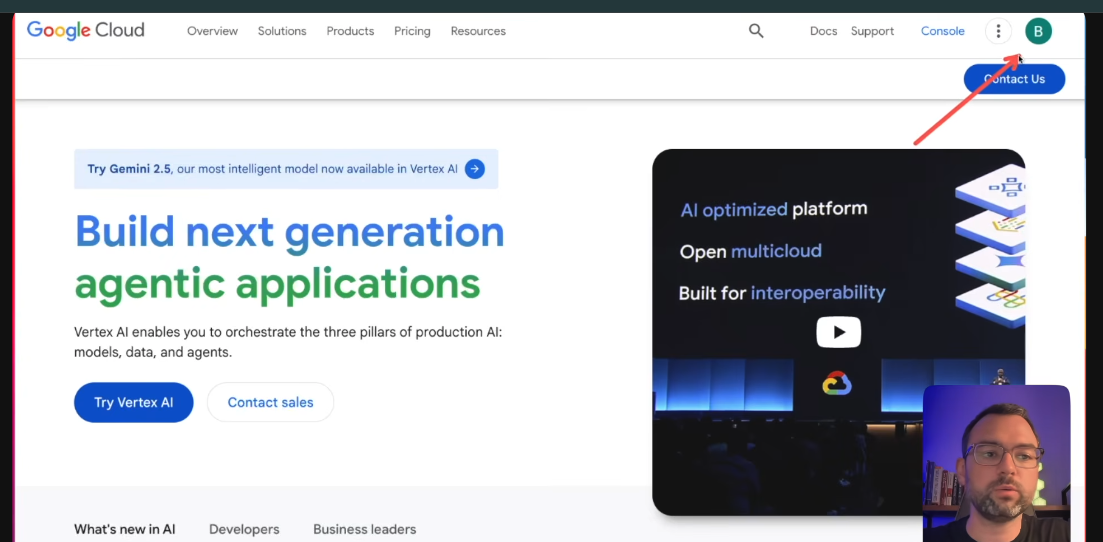 Google Cloud
Overview Solutions Products Pricing Resources
Docs Support Console B
Contact Us
Try Gemini 2.5, our most intelligent model now available in Vertex AI
Build next generation
agentic applications
Vertex AI enables you to orchestrate the three pillars of production AI:
models, data, and agents.
Try Vertex AI Contact sales
AI optimized platform
Open multicloud
Built for interoperability
What's new in AI Developers Business leaders